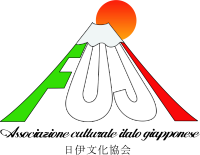 FUJI
Associazione culturale italo giapponese
日伊文化協会